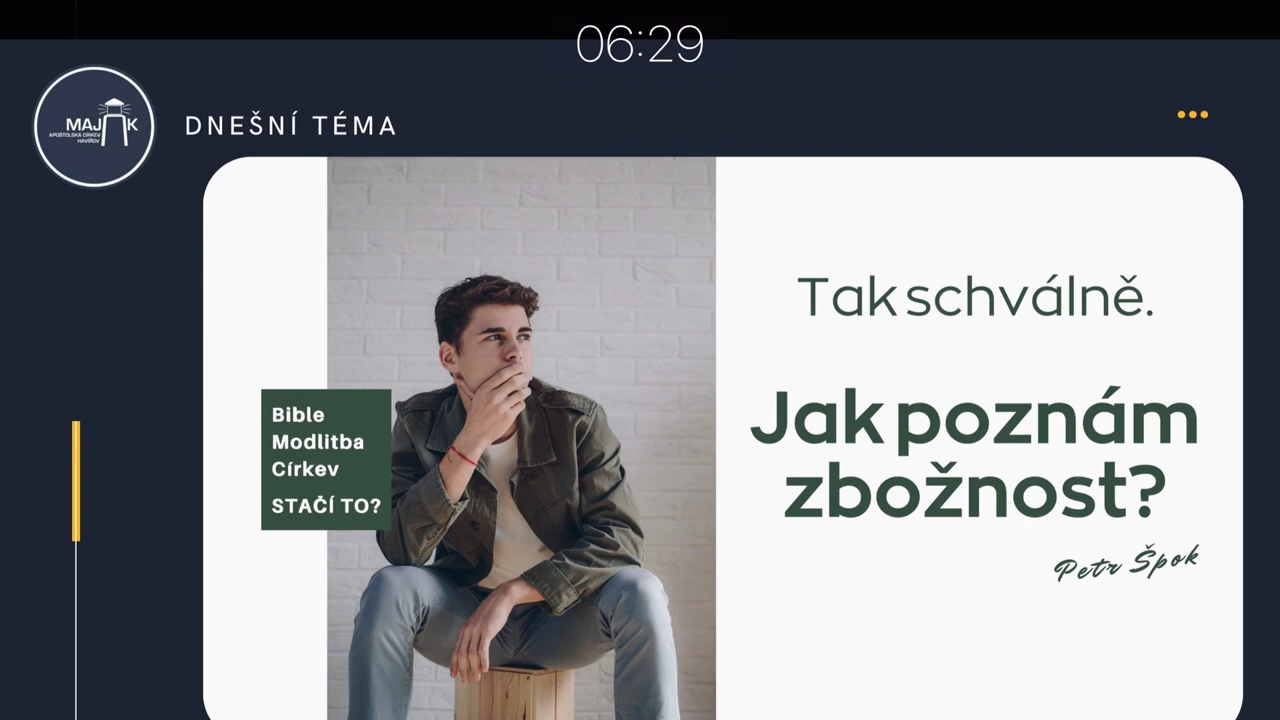 06:29
MAJ K
APOŠTOLSKÁ CÍRKEV
HAVÍŘOV
DNEŠNÍ TÉMA
Tak schválně.
Jak poznám
zbožnost?
Petr Špok
Bible
Modlitba
Církev
STAČÍ TO?